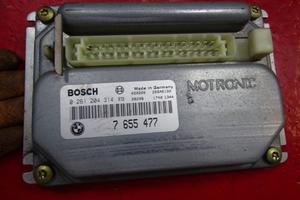 MOTRONIC
BOSCH
Made in Germany
0 261 204 314
7 655 477